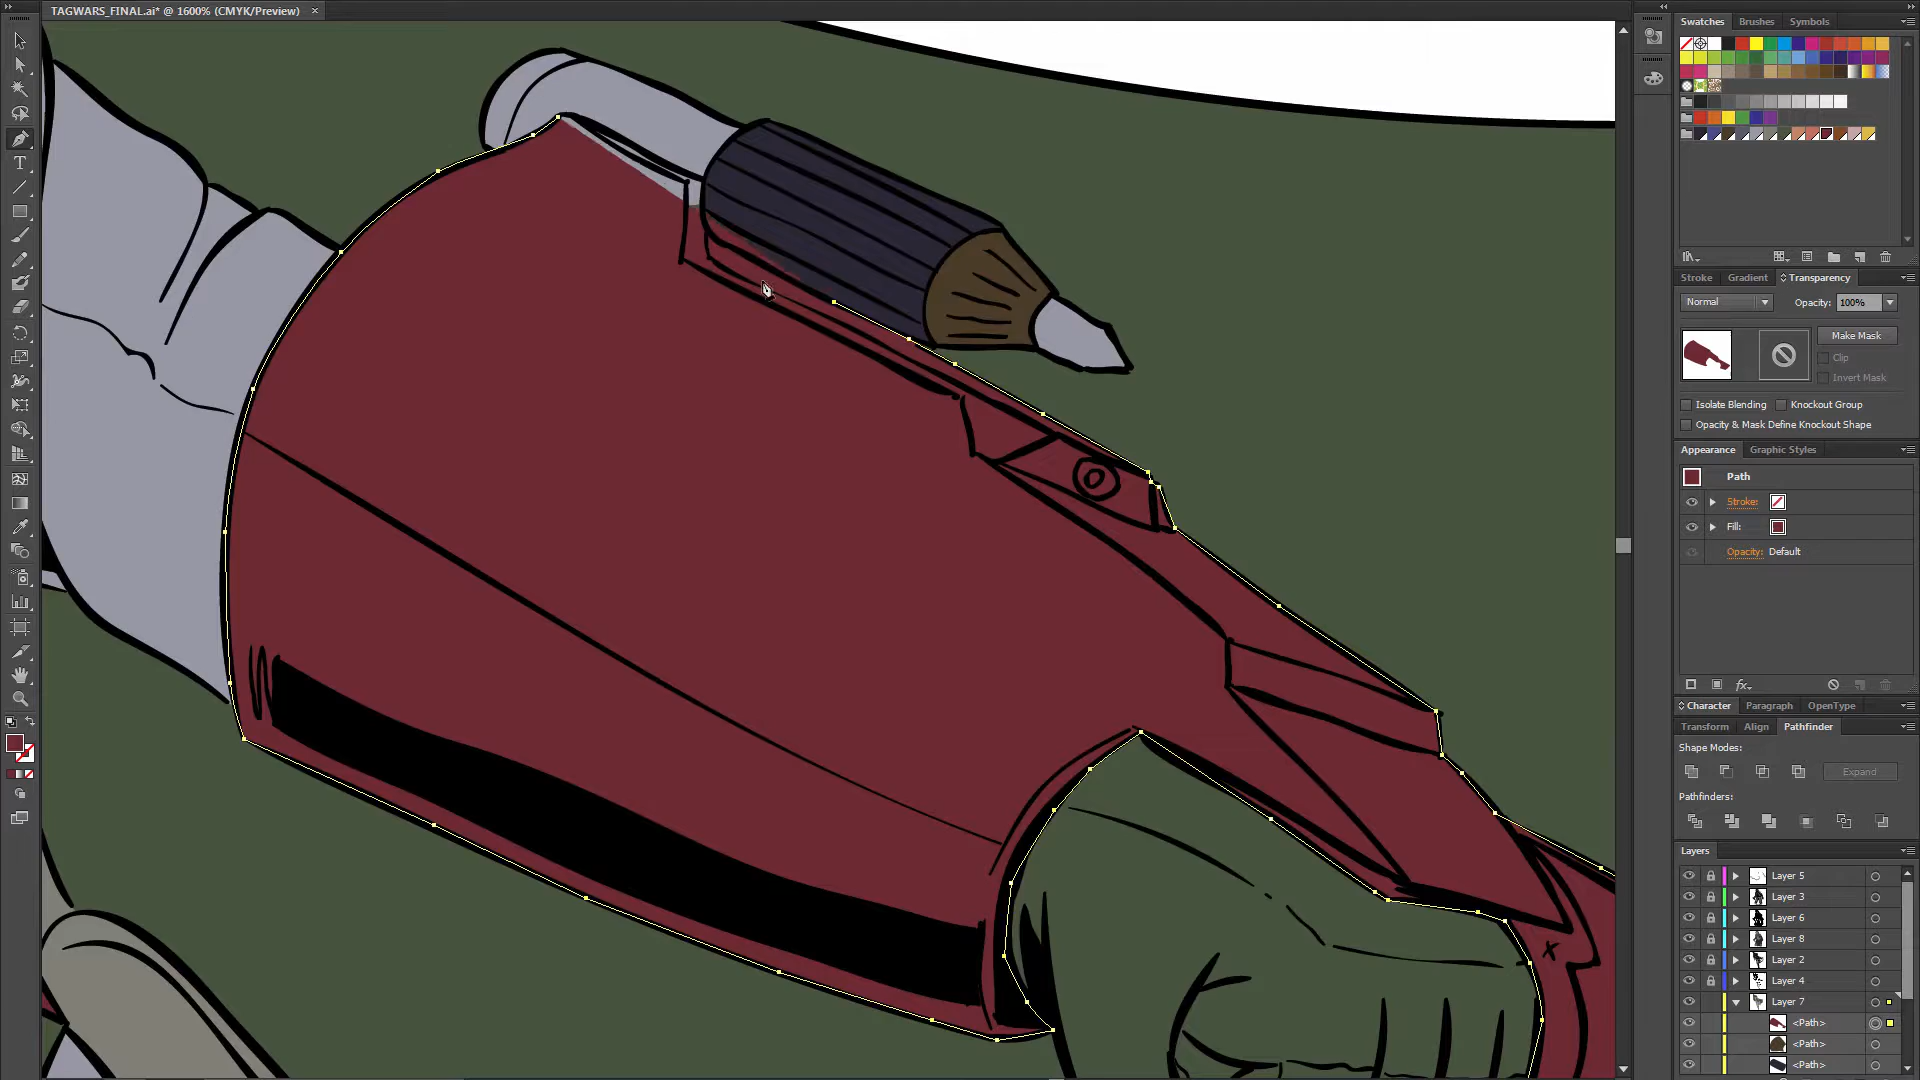 TAGWARS_FINAL.ai* @ 1600% (CMYK/Preview) ×
Swatches Brushes Symbols
Stroke Gradient Transparency
Normal Opacity: 100%
Make Mask
Clip
Invert Mask
Isolate Blending Knockout Group
Opacity & Mask Define Knockout Shape
Appearance Graphic Styles
Path
Stroke:
Fill:
Opacity: Default
fx
Character Paragraph OpenType
Transform Align Pathfinder
Shape Modes:
Expand
Pathfinders:
Layers
Layer 5
Layer 3
Layer 6
Layer 8
Layer 2
Layer 4
Layer 7
<Path>
<Path>
<Path>